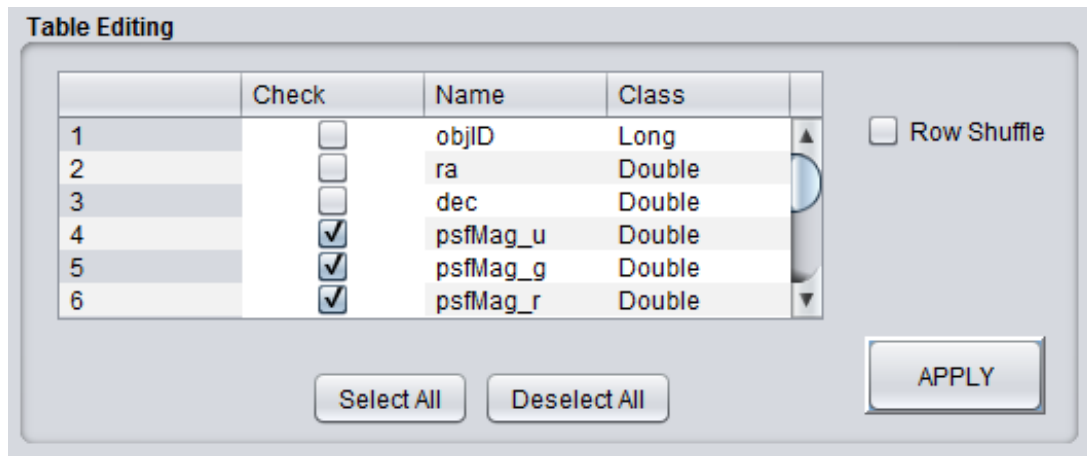 Table Editing
Check Name Class
1 objID Long
2 ra Double
3 dec Double
4 psfMag_u Double
5 psfMag_g Double
6 psfMag_r Double
Row Shuffle
Select All Deselect All
APPLY